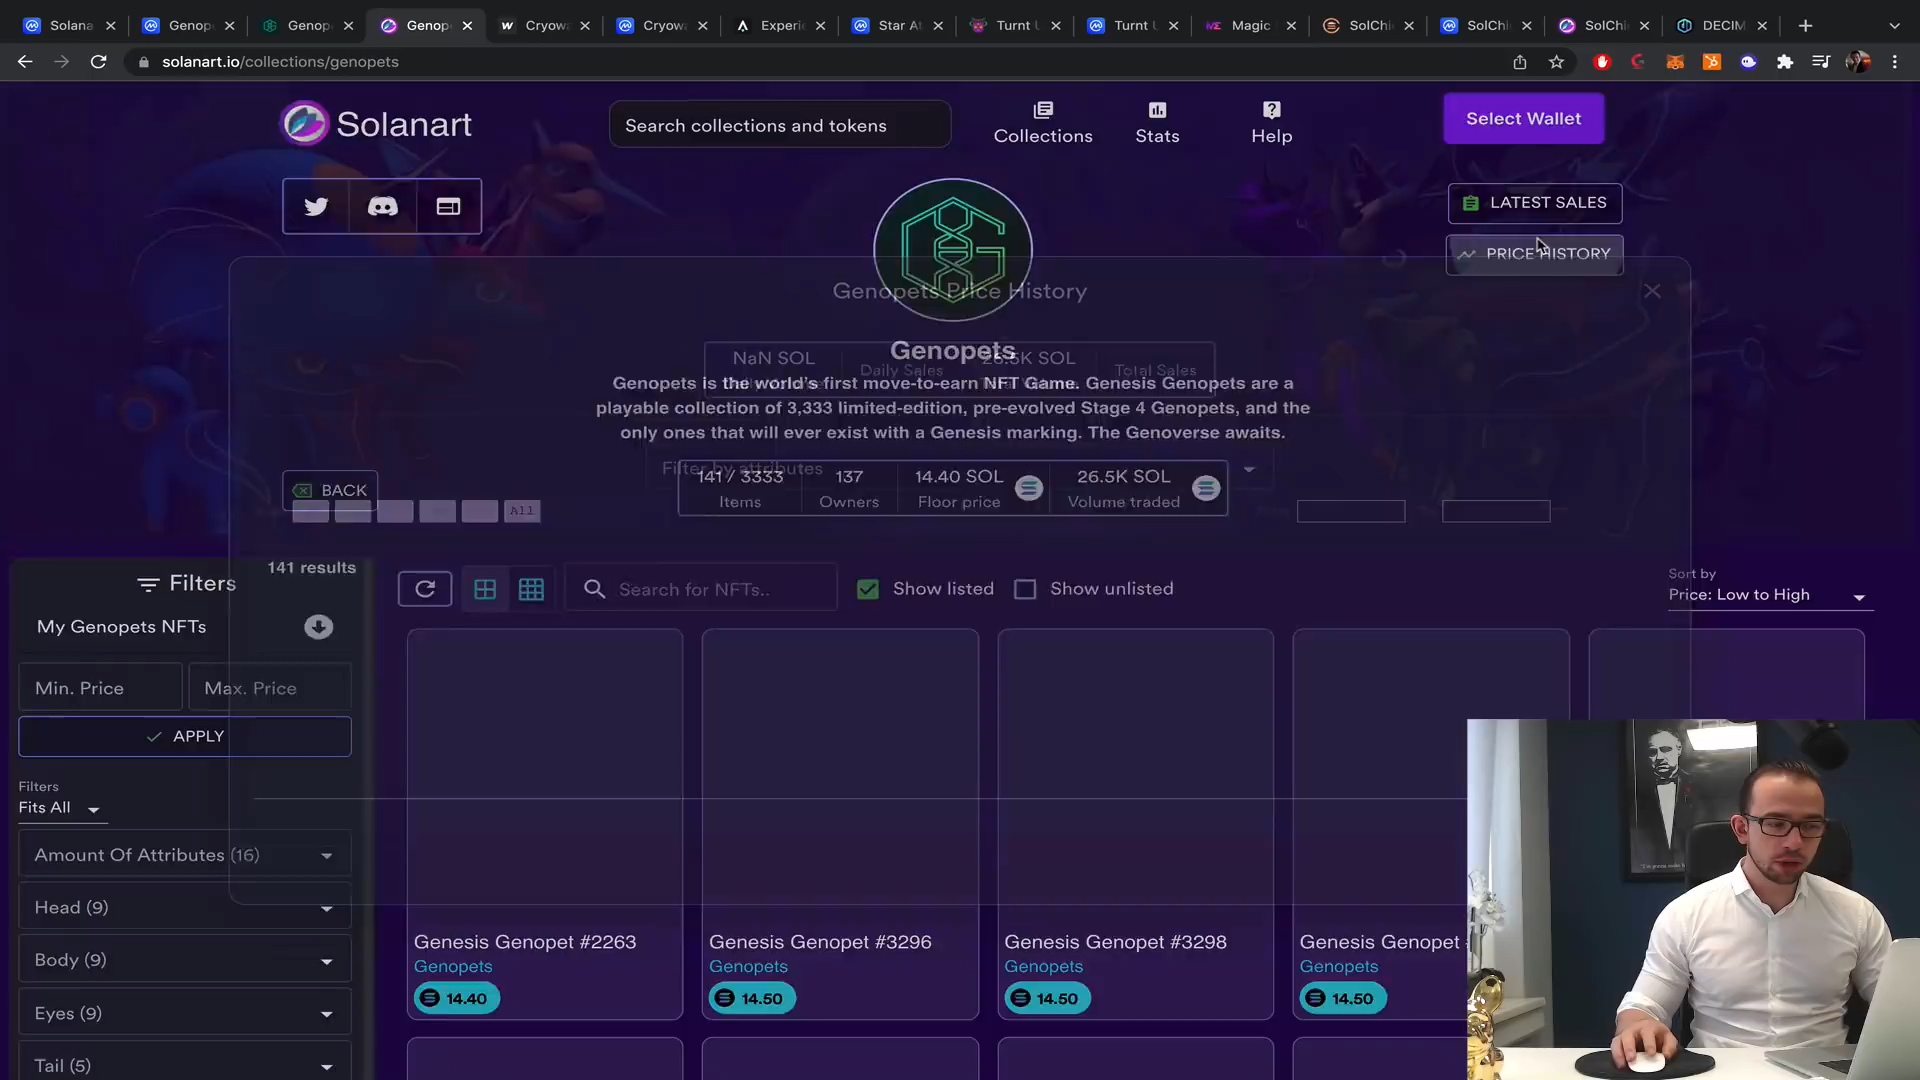 Solana
Genop
Genop
Genop
Cryow
Cryow
Experi
Star A
Turnt
Turnt
Magic
SolChi
SolChi
SolChi
DECIM
solanart.io/collections/genopets
Solanart
Search collections and tokens
Collections
Stats
Help
Select Wallet
LATEST SALES
PRICE HISTORY
Genopets Price History
Genopets
NaN SOL
Daily Sales
26.5K SOL
Total Sales
Genopets is the world's first move-to-earn NFT Game. Genesis Genopets are a
playable collection of 3,333 limited-edition, pre-evolved Stage 4 Genopets, and the
only ones that will ever exist with a Genesis marking. The Genoverse awaits.
Filter by attributes
141 / 3333
Items
137
Owners
14.40 SOL
Floor price
26.5K SOL
Volume traded
BACK
All
141 results
Filters
My Genopets NFTs
Min. Price
Max. Price
APPLY
Filters
Fits All
Amount Of Attributes (16)
Head (9)
Body (9)
Eyes (9)
Tail (5)
Search for NFTs..
Show listed
Show unlisted
Sort by
Price: Low to High
Genesis Genopet #2263
Genopets
14.40
Genesis Genopet #3296
Genopets
14.50
Genesis Genopet #3298
Genopets
14.50
Genesis Genopet
Genopets
14.50